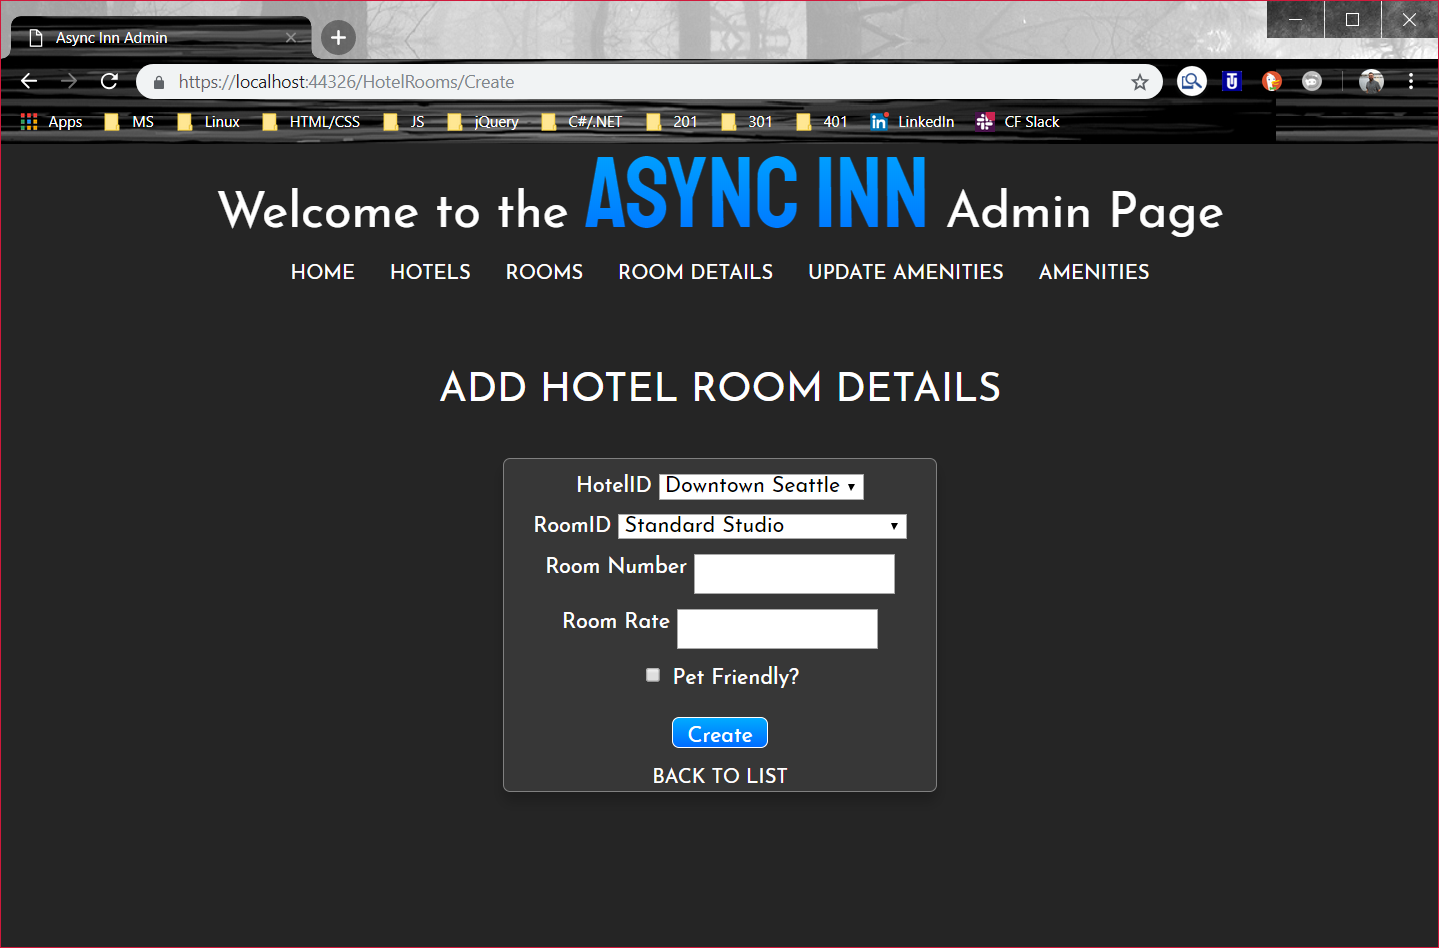 Async Inn Admin
https://localhost:44326/HotelRooms/Create
Apps MS Linux HTML/CSS JS jQuery C#/.NET 201 301 401 LinkedIn CF Slack
Welcome to the ASYNC INN Admin Page
HOME HOTELS ROOMS ROOM DETAILS UPDATE AMENITIES AMENITIES
ADD HOTEL ROOM DETAILS
HotelID Downtown Seattle
RoomID Standard Studio
Room Number
Room Rate
Pet Friendly?
Create
BACK TO LIST